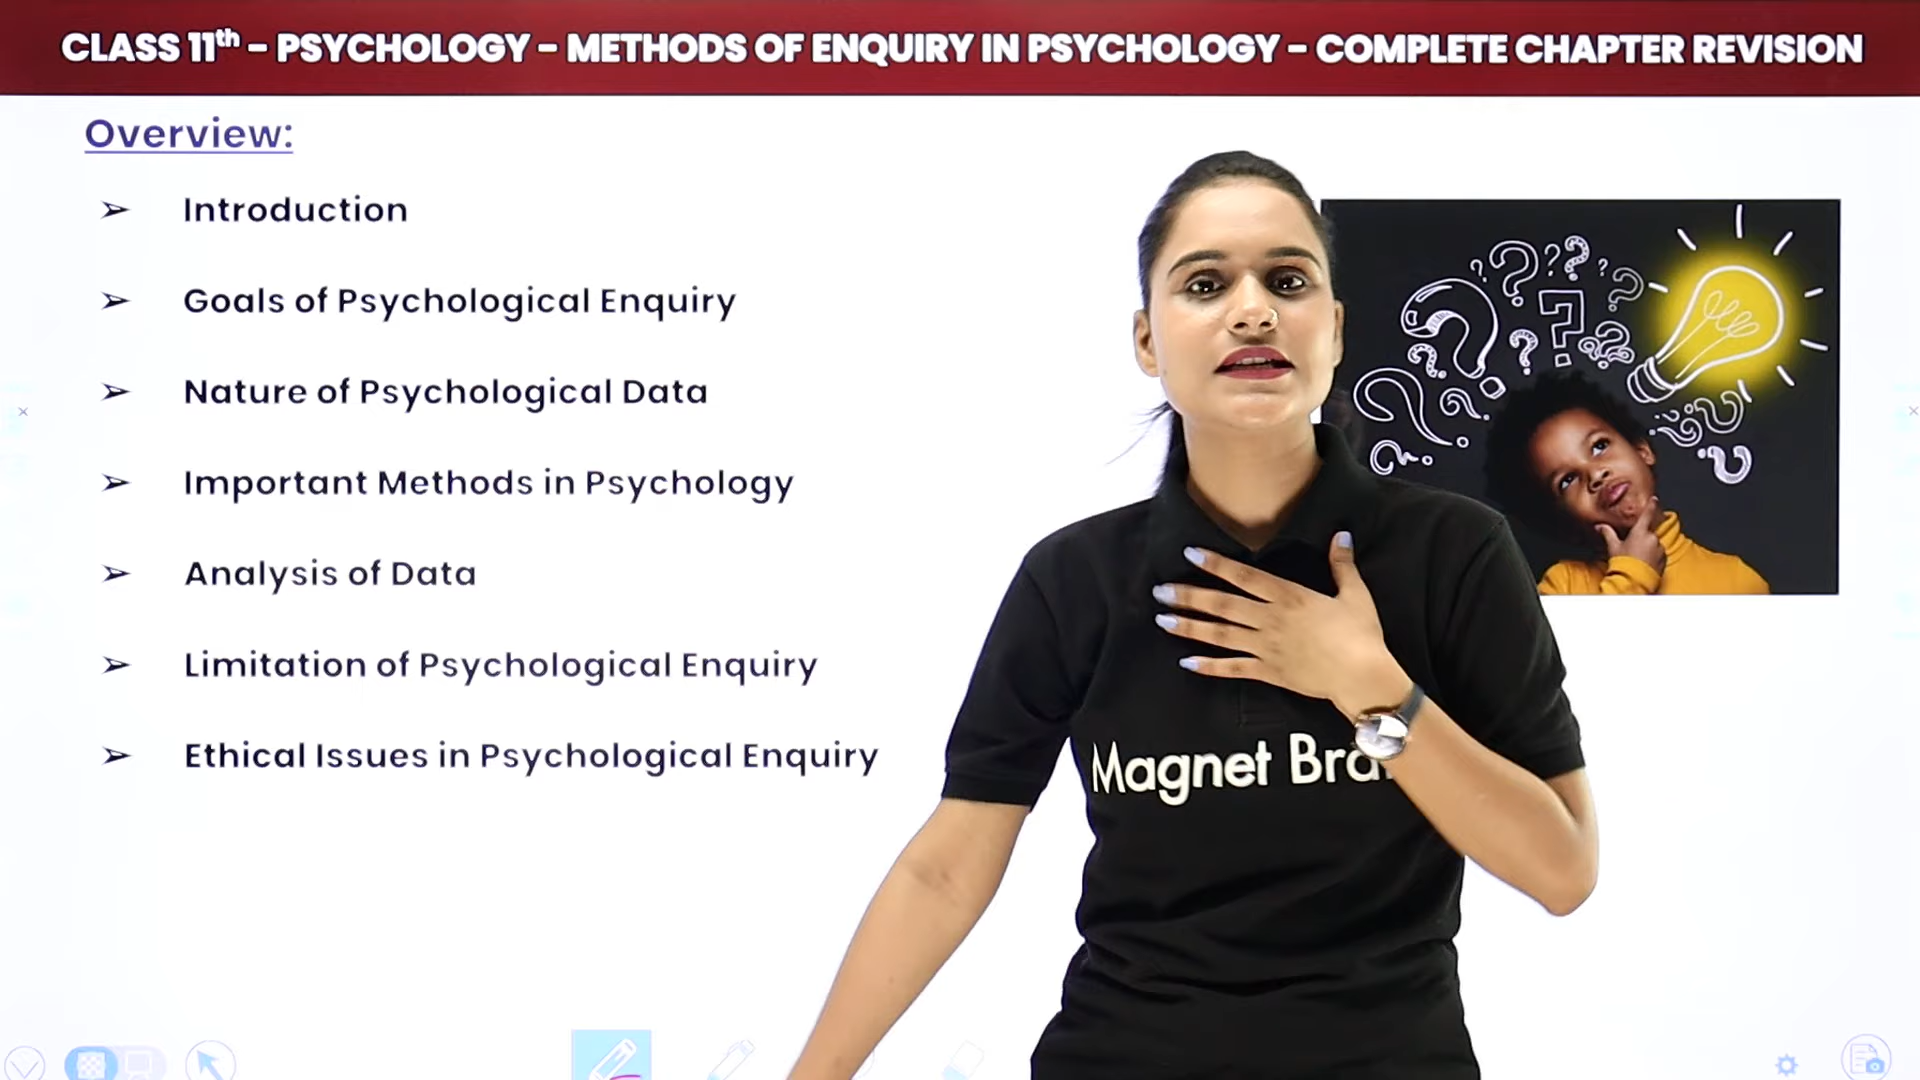 CLASS 11th – PSYCHOLOGY – METHODS OF ENQUIRY IN PSYCHOLOGY – COMPLETE CHAPTER REVISION
Overview:
➢ Introduction
➢ Goals of Psychological Enquiry
➢ Nature of Psychological Data
➢ Important Methods in Psychology
➢ Analysis of Data
➢ Limitation of Psychological Enquiry
➢ Ethical Issues in Psychological Enquiry
Magnet Bra